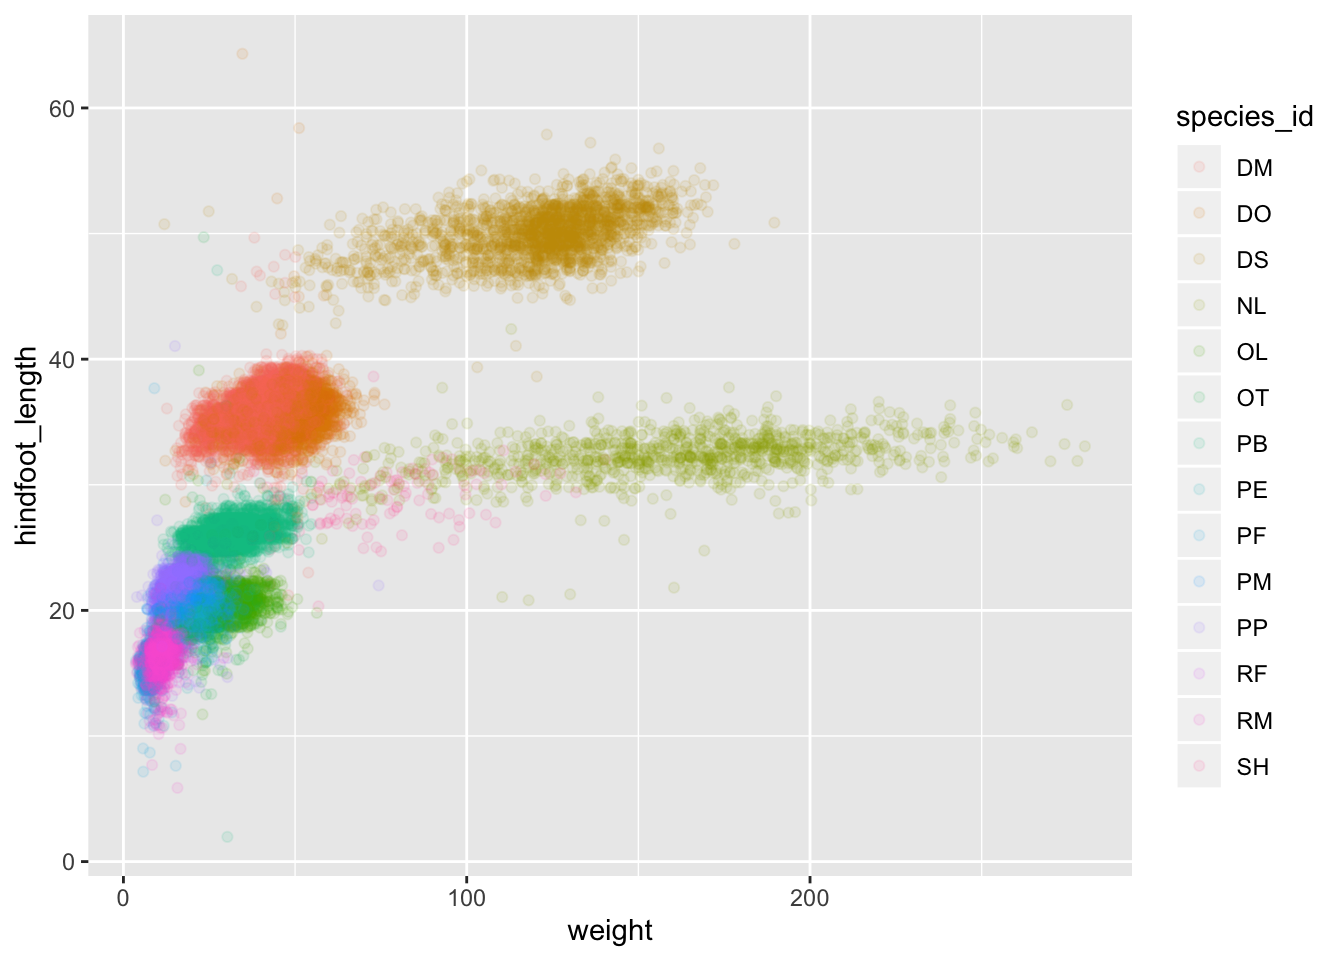 60
40
20
0
hindfoot_length
0
100
200
weight
species_id
DM
DO
DS
NL
OL
OT
PB
PE
PF
PM
PP
RF
RM
SH